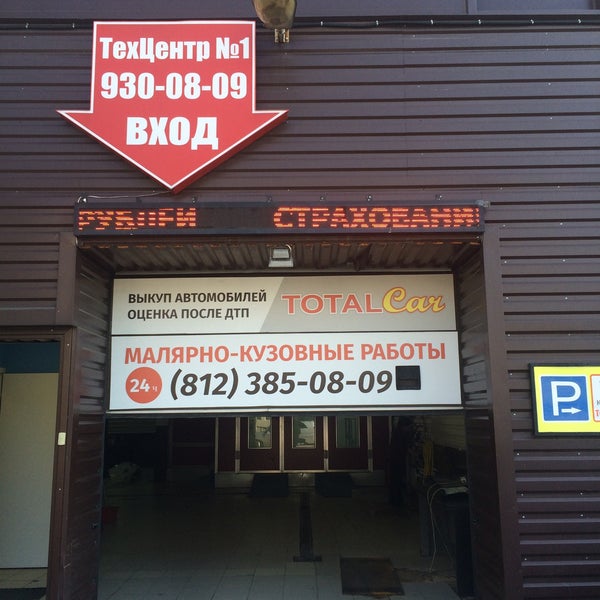 ТехЦентр №1
930-08-09
ВХОД
РУБЛЕЙ СТРАХОВАНИ
ВЫКУП АВТОМОБИЛЕЙ
ОЦЕНКА ПОСЛЕ ДТП
TOTAL Car
МАЛЯРНО-КУЗОВНЫЕ РАБОТЫ
24 ч (812) 385-08-09
P